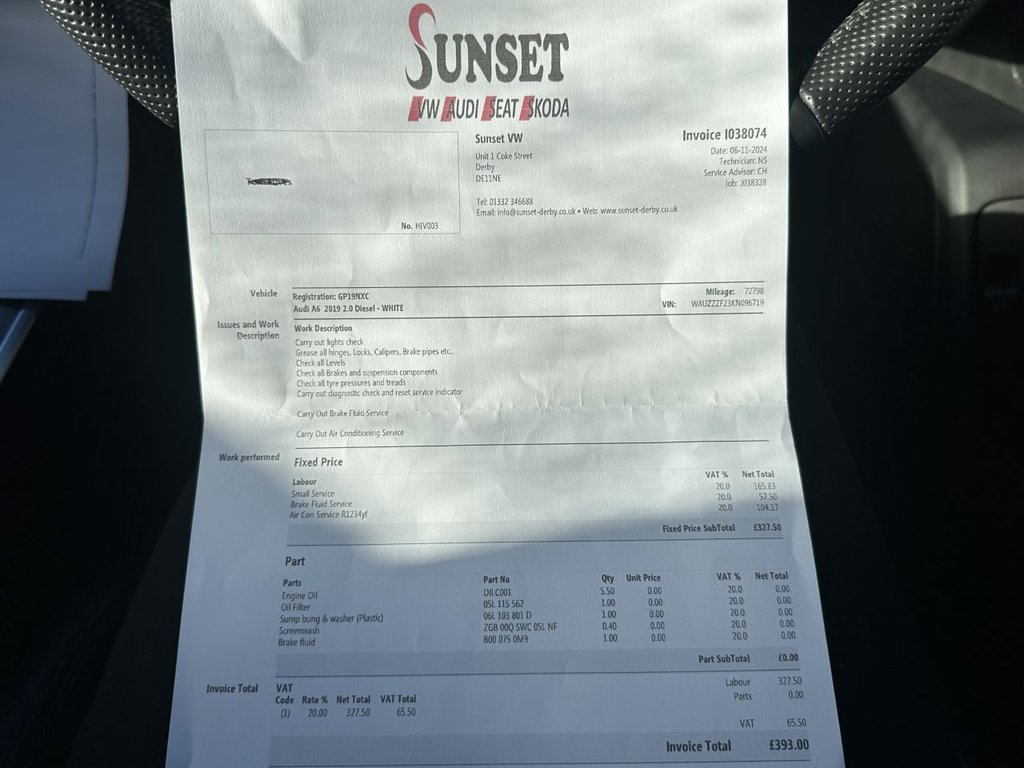 SUNSET
VW AUDI SEAT SKODA
Sunset VW
Unit 1 Coke Street
Derby
DE11NE
Tel: 01332 346688
Email: info@sunset-derby.co.uk • Web: www.sunset-derby.co.uk
Invoice I038074
Date: 06-11-2024
Technician: NS
Service Advisor: CH
Job: J038328
No. HIV003
Vehicle
Registration: GP19NXC
Audi A6 2019 2.0 Diesel - WHITE
Mileage: 72798
VIN: WAUZZZF23KN096719
Issues and Work Description
Work Description
Carry out lights check
Grease all hinges, Locks, Calipers, Brake pipes etc..
Check all Levels
Check all Brakes and suspension components
Check all tyre pressures and treads
Carry out diagnostic check and reset service indicator
Carry Out Brake Fluid Service
Carry Out Air Conditioning Service
Work performed
Fixed Price
Labour VAT % Net Total
Small Service 20.0 165.83
Brake Fluid Service 20.0 57.50
Air Con Service R1234yf 20.0 104.17
Fixed Price SubTotal £327.50
Part
Parts Part No Qty Unit Price VAT % Net Total
Engine Oil OILC001 5.50 0.00 20.0 0.00
Oil Filter 05L 115 562 1.00 0.00 20.0 0.00
Sump bung & washer (Plastic) 06L 103 801 D 1.00 0.00 20.0 0.00
Screenwash ZGB 00Q SWC 05L NF 0.40 0.00 20.0 0.00
Brake fluid B00 075 0M9 1.00 0.00 20.0 0.00
Part SubTotal £0.00
Invoice Total
VAT
Code Rate % Net Total VAT Total
(1) 20.00 327.50 65.50
Labour 327.50
Parts 0.00
VAT 65.50
Invoice Total £393.00